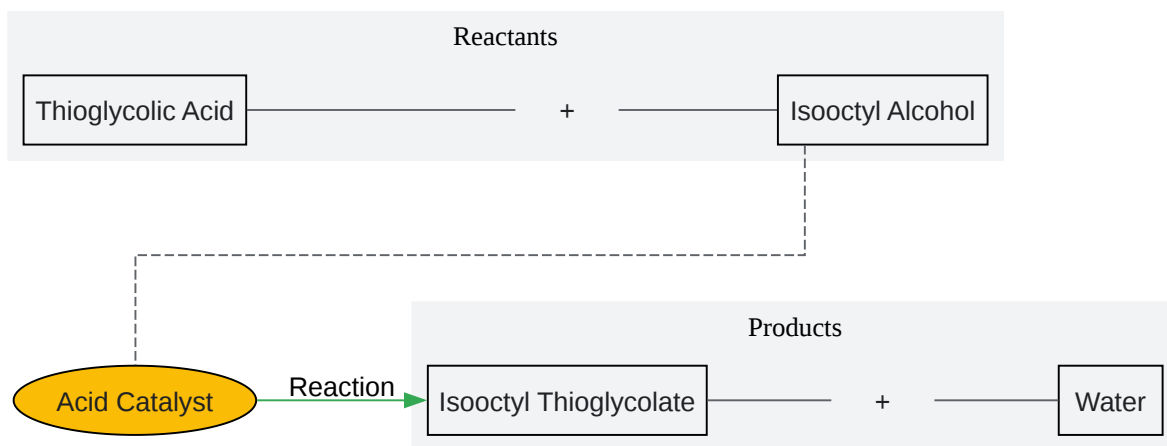 Reactants
Thioglycolic Acid + Isooctyl Alcohol
Products
Acid Catalyst Reaction Isooctyl Thioglycolate + Water